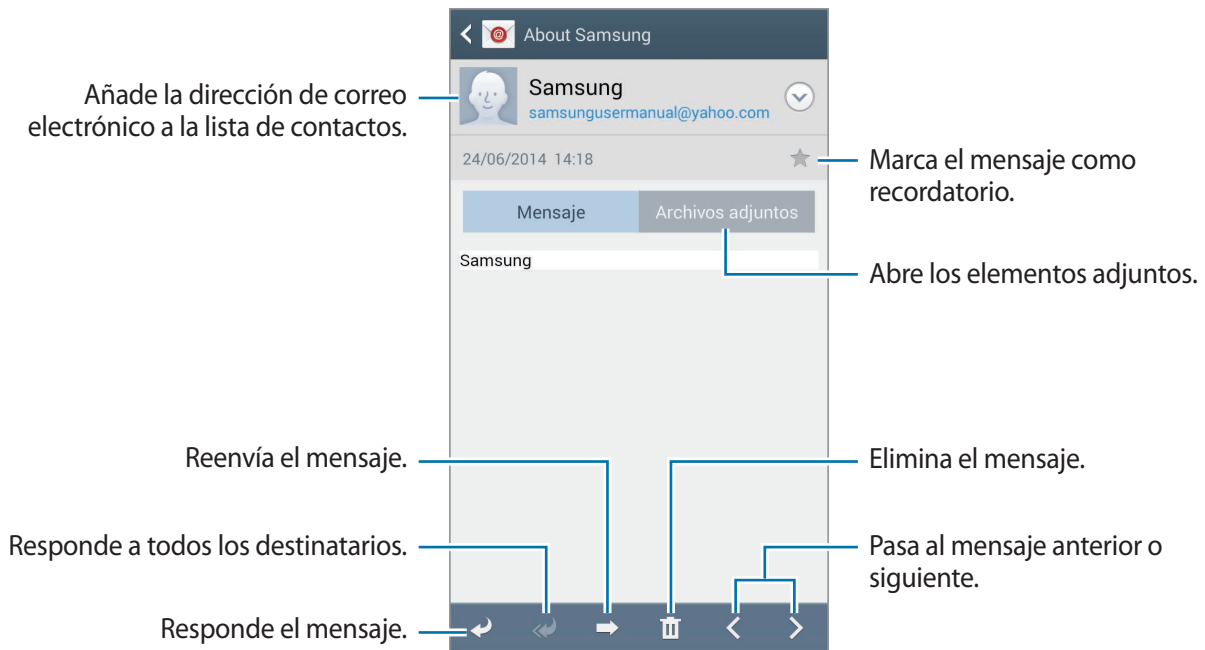 About Samsung
Samsung
samsungusermanual@yahoo.com
24/06/2014 14:18
Mensaje
Archivos adjuntos
Samsung
Añade la dirección de correo
electrónico a la lista de contactos.
Marca el mensaje como
recordatorio.
Abre los elementos adjuntos.
Reenvía el mensaje.
Elimina el mensaje.
Responde a todos los destinatarios.
Pasa al mensaje anterior o
siguiente.
Responde el mensaje.